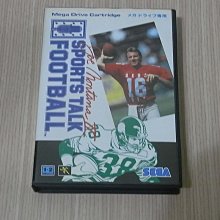 Mega Drive Cartridge
メガドライブ専用
SPORTS TALK
FOOTBALL
Joe Montana II
16
38
SEGA